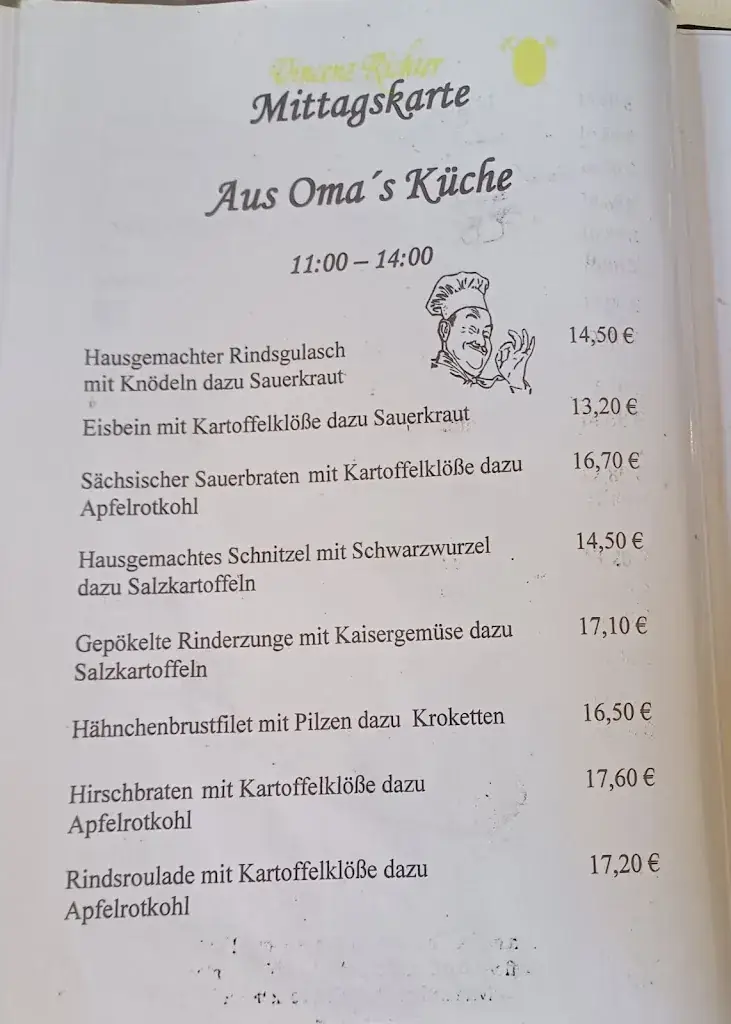 Vincenz Richter
Mittagskarte
Aus Oma´s Küche
11:00 – 14:00
Hausgemachter Rindsgulasch 14,50 €
mit Knödeln dazu Sauerkraut
Eisbein mit Kartoffelklöße dazu Sauerkraut 13,20 €
Sächsischer Sauerbraten mit Kartoffelklöße dazu 16,70 €
Apfelrotkohl
Hausgemachtes Schnitzel mit Schwarzwurzel 14,50 €
dazu Salzkartoffeln
Gepökelte Rinderzunge mit Kaisergemüse dazu 17,10 €
Salzkartoffeln
Hähnchenbrustfilet mit Pilzen dazu Kroketten 16,50 €
Hirschbraten mit Kartoffelklöße dazu 17,60 €
Apfelrotkohl
Rindsroulade mit Kartoffelklöße dazu 17,20 €
Apfelrotkohl